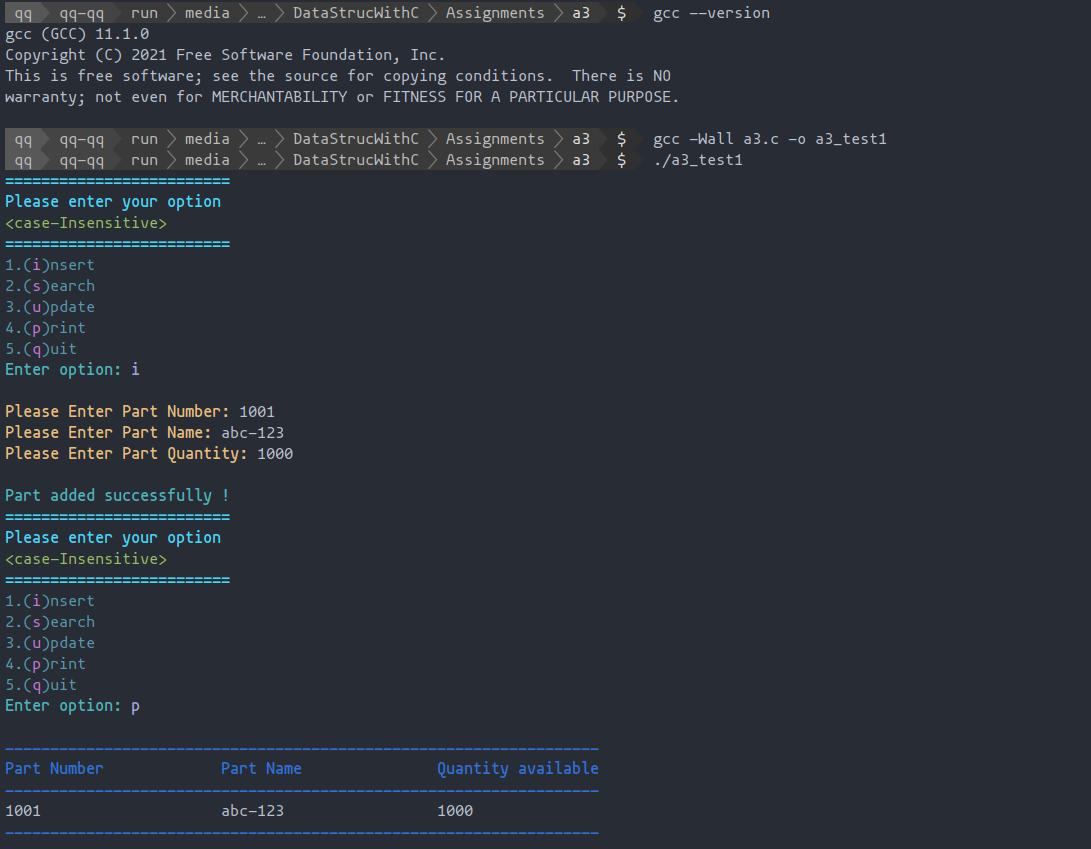 qq qq-qq run media … DataStrucWithC Assignments a3 $ gcc --version
gcc (GCC) 11.1.0
Copyright (C) 2021 Free Software Foundation, Inc.
This is free software; see the source for copying conditions.  There is NO
warranty; not even for MERCHANTABILITY or FITNESS FOR A PARTICULAR PURPOSE.
qq qq-qq run media … DataStrucWithC Assignments a3 $ gcc -Wall a3.c -o a3_test1
qq qq-qq run media … DataStrucWithC Assignments a3 $ ./a3_test1
=========================
Please enter your option
<case-Insensitive>
=========================
1.(i)nsert
2.(s)earch
3.(u)pdate
4.(p)rint
5.(q)uit
Enter option: i
Please Enter Part Number: 1001
Please Enter Part Name: abc-123
Please Enter Part Quantity: 1000
Part added successfully !
=========================
Please enter your option
<case-Insensitive>
=========================
1.(i)nsert
2.(s)earch
3.(u)pdate
4.(p)rint
5.(q)uit
Enter option: p
------------------------------------------------------------------
Part Number             Part Name               Quantity available
------------------------------------------------------------------
1001                    abc-123                 1000
------------------------------------------------------------------